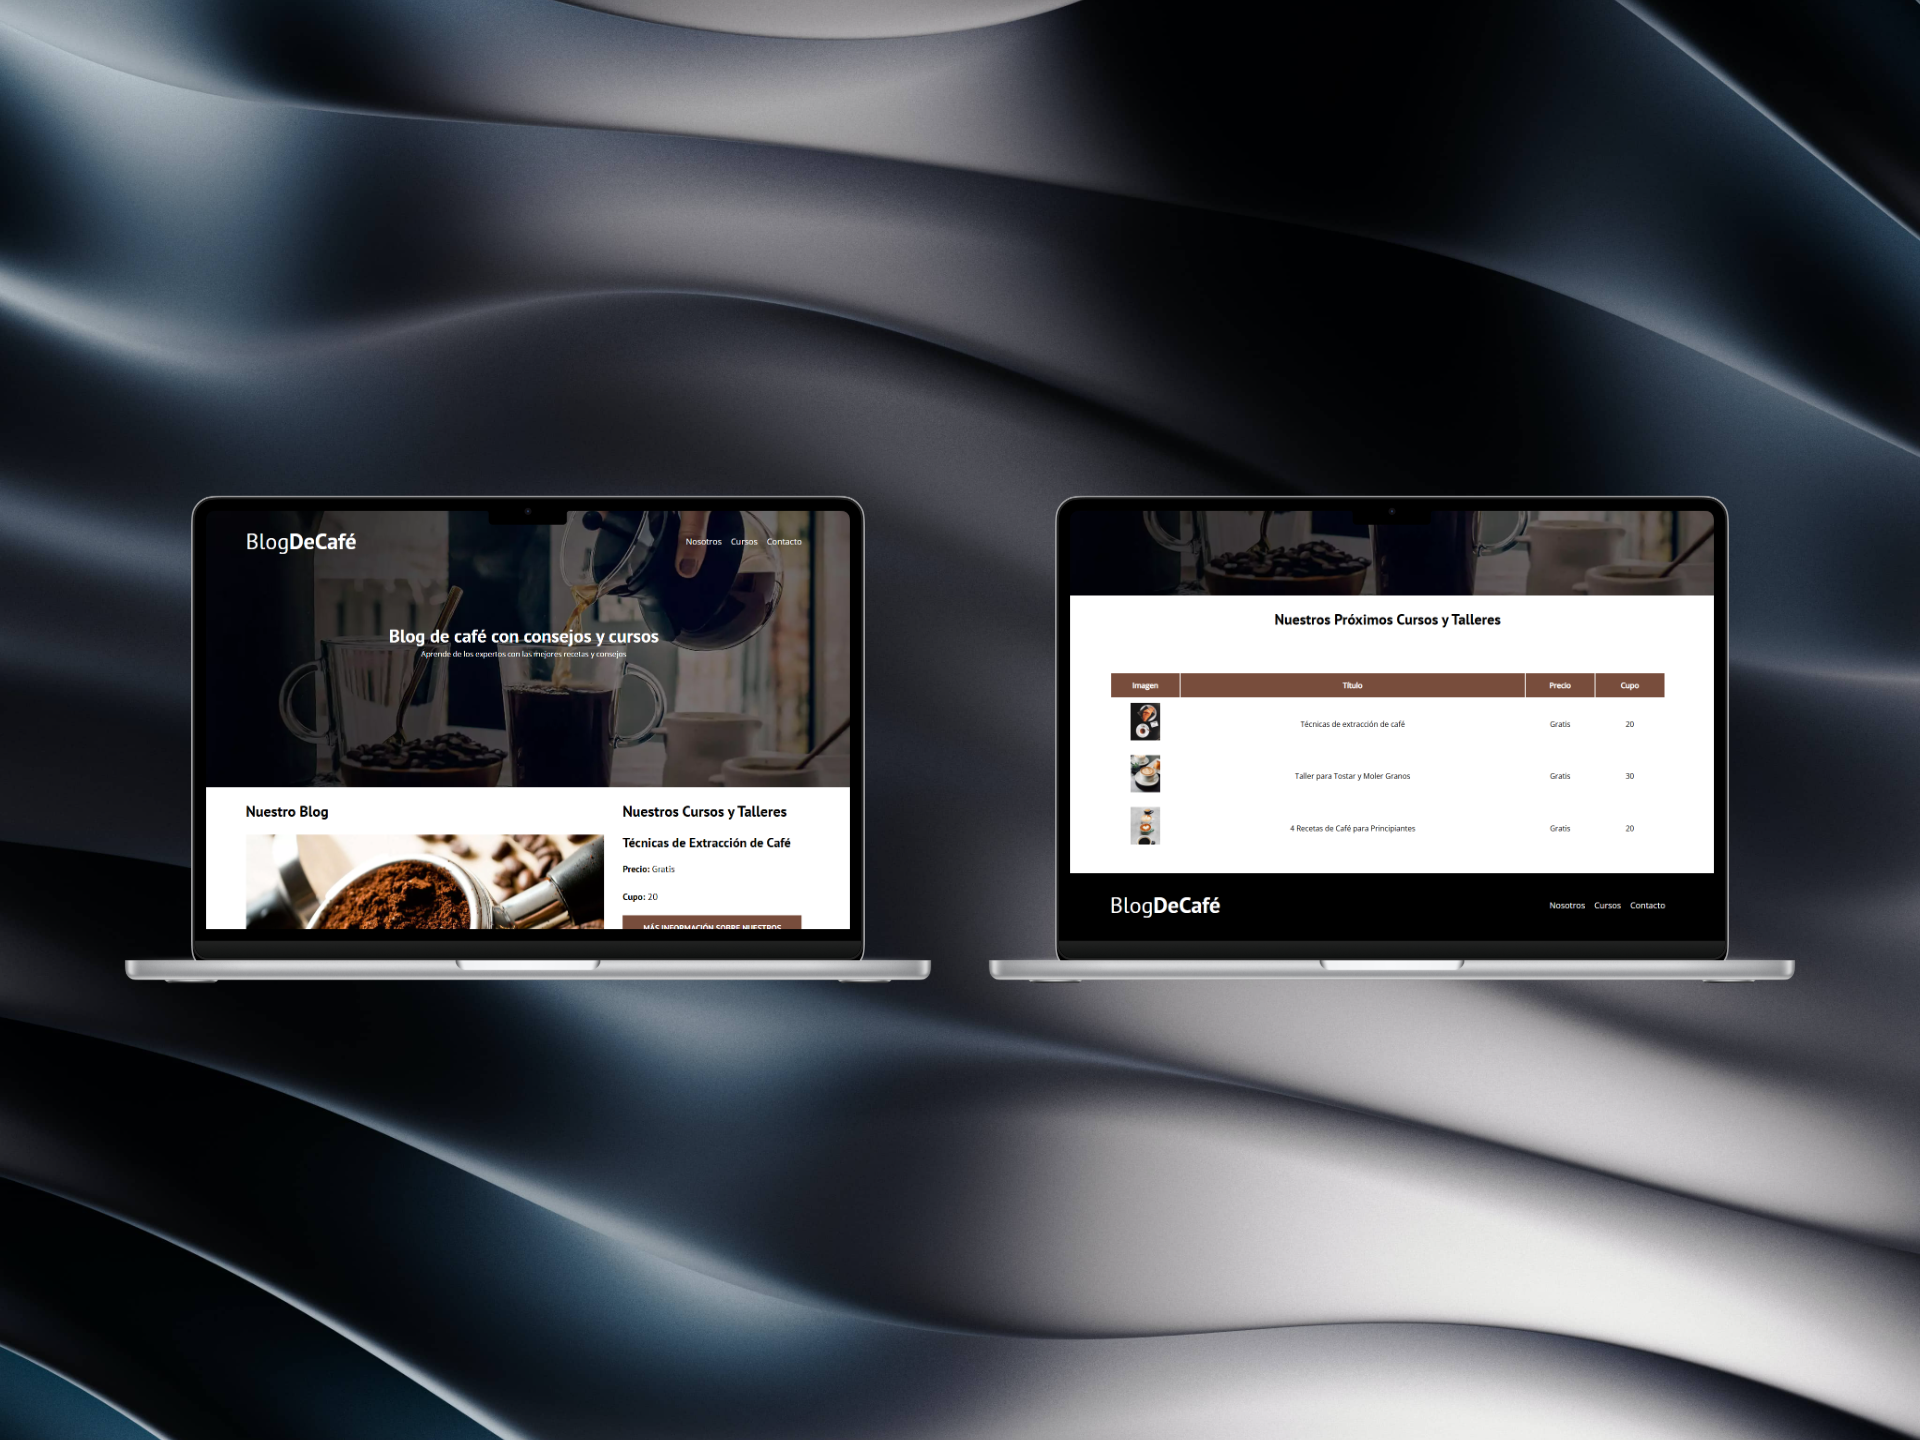 BlogDeCafé
Nosotros Cursos Contacto
Blog de café con consejos y cursos
Aprende de los expertos con las mejores recetas y consejos
Nuestro Blog
Nuestros Cursos y Talleres
Técnicas de Extracción de Café
Precio: Gratis
Cupo: 20
MÁS INFORMACIÓN SOBRE NUESTROS
Nuestros Próximos Cursos y Talleres
Imagen Título Precio Cupo
Técnicas de extracción de café Gratis 20
Taller para Tostar y Moler Granos Gratis 30
4 Recetas de Café para Principiantes Gratis 20
BlogDeCafé
Nosotros Cursos Contacto